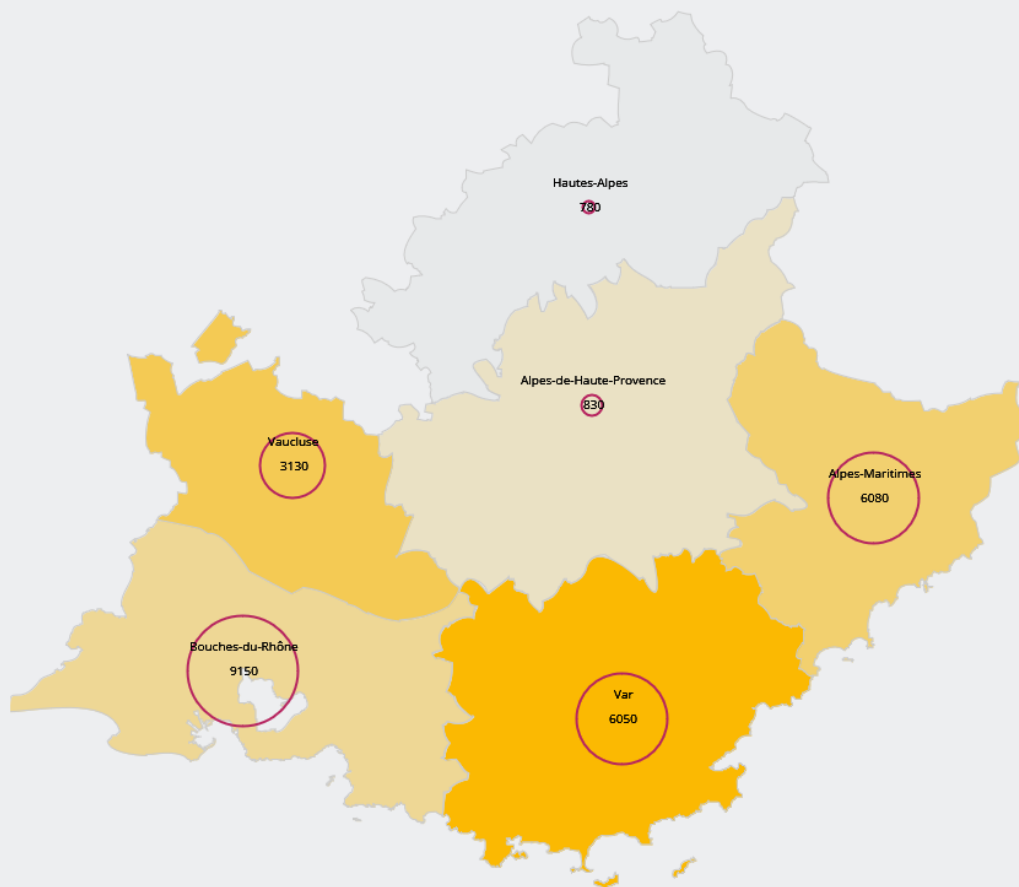 Hautes-Alpes
780
Alpes-de-Haute-Provence
830
Vaucluse
3130
Alpes-Maritimes
6080
Bouches-du-Rhône
9150
Var
6050